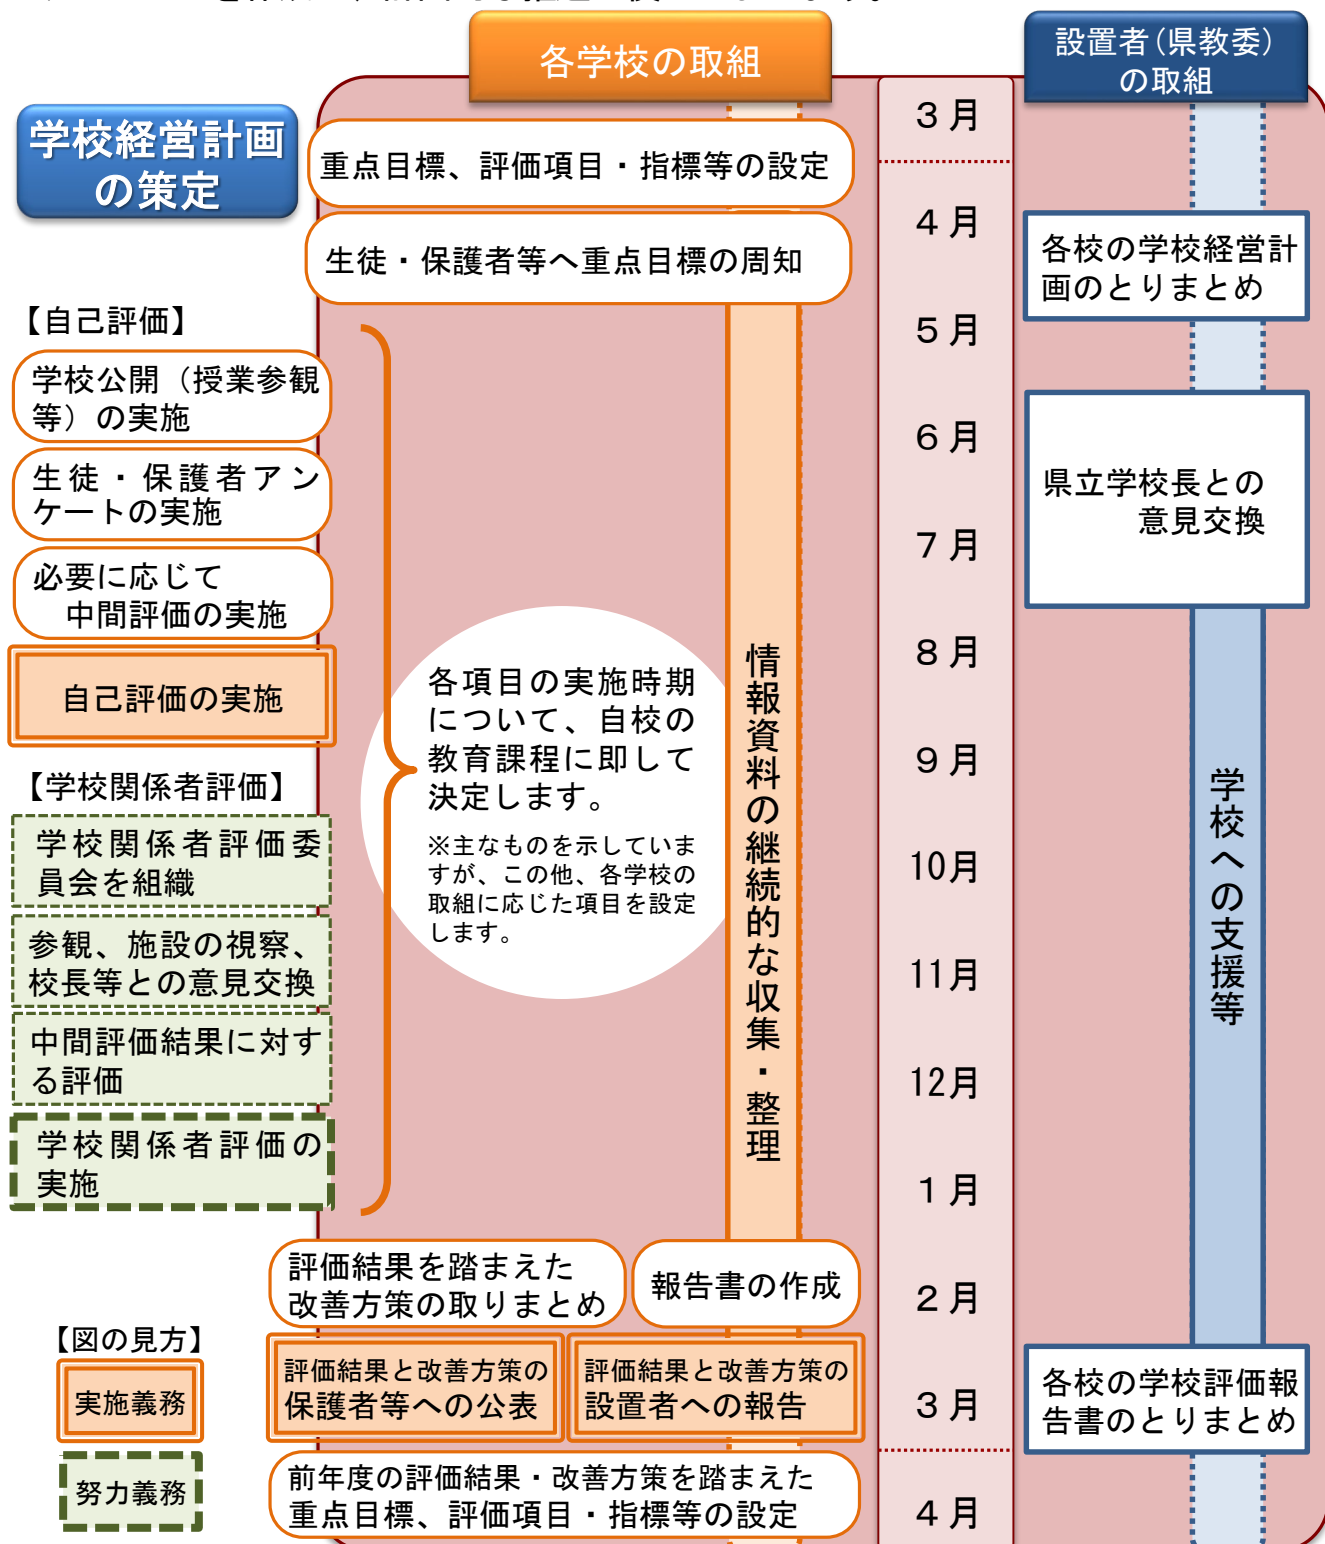 各学校の取組
設置者(県教委)
の取組
学校経営計画
の策定
3月
重点目標、評価項目・指標等の設定
4月
生徒・保護者等へ重点目標の周知
各校の学校経営計
画のとりまとめ
【自己評価】
5月
学校公開（授業参観
等）の実施
6月
生徒・保護者アン
ケートの実施
県立学校長との
意見交換
7月
必要に応じて
中間評価の実施
8月
自己評価の実施
各項目の実施時期
について、自校の
教育課程に即して
決定します。
※主なものを示していま
すが、この他、各学校の
取組に応じた項目を設定
します。
情報資料の継続的な収集・整理
9月
学校への支援等
【学校関係者評価】
学校関係者評価委
員会を組織
10月
参観、施設の視察、
校長等との意見交換
11月
中間評価結果に対す
る評価
12月
学校関係者評価の
実施
1月
評価結果を踏まえた
改善方策の取りまとめ
報告書の作成
2月
【図の見方】
実施義務
評価結果と改善方策の
保護者等への公表
評価結果と改善方策の
設置者への報告
3月
各校の学校評価報
告書のとりまとめ
努力義務
前年度の評価結果・改善方策を踏まえた
重点目標、評価項目・指標等の設定
4月